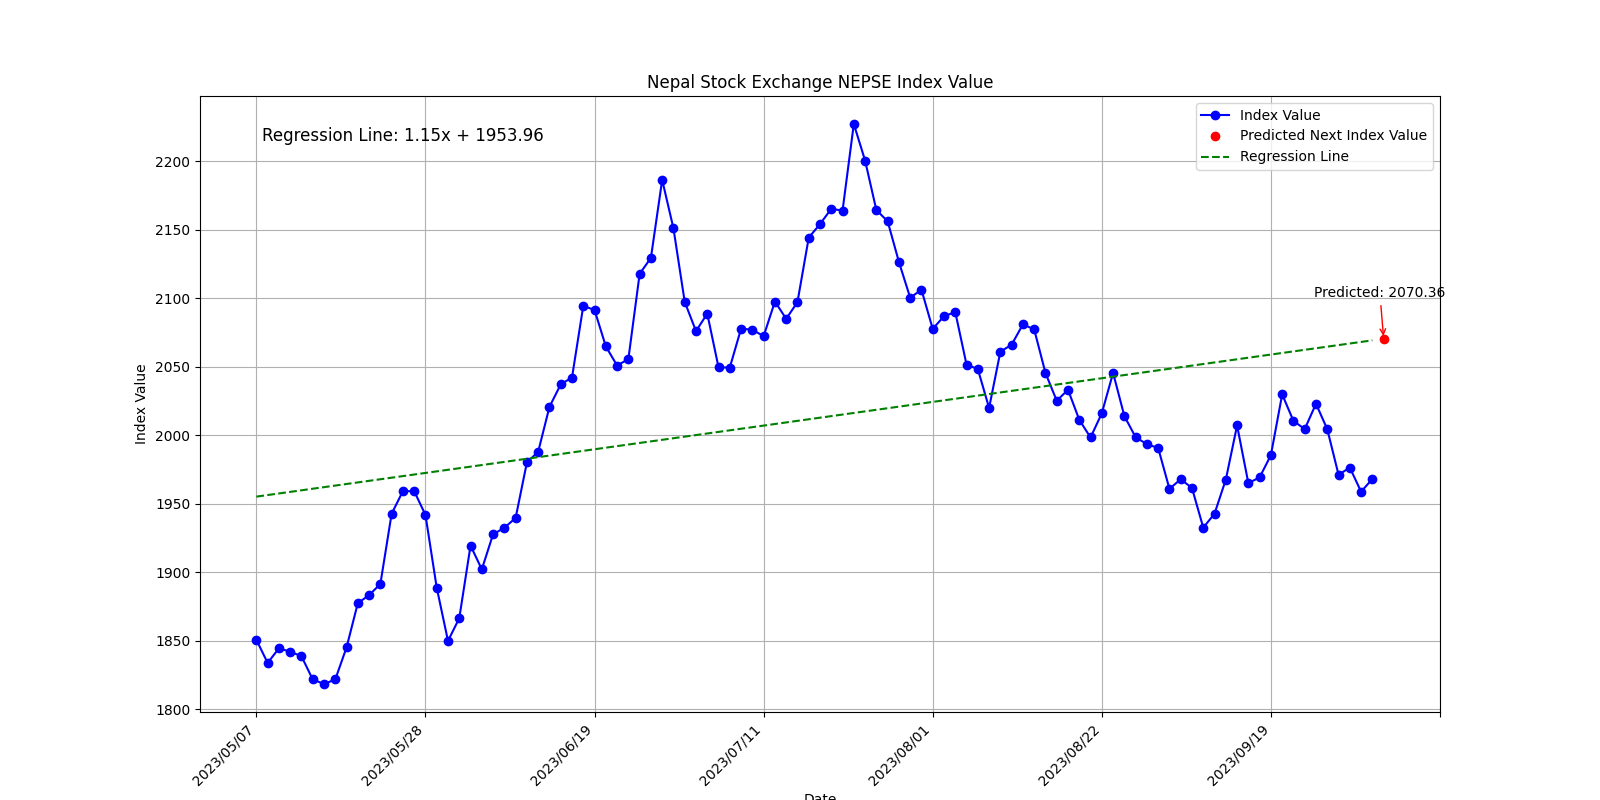 Nepal Stock Exchange NEPSE Index Value
Regression Line: 1.15x + 1953.96
Index Value
Predicted Next Index Value
Regression Line
Predicted: 2070.36
Index Value
2200
2150
2100
2050
2000
1950
1900
1850
1800
2023/05/07
2023/05/28
2023/06/19
2023/07/11
2023/08/01
2023/08/22
2023/09/19
Date